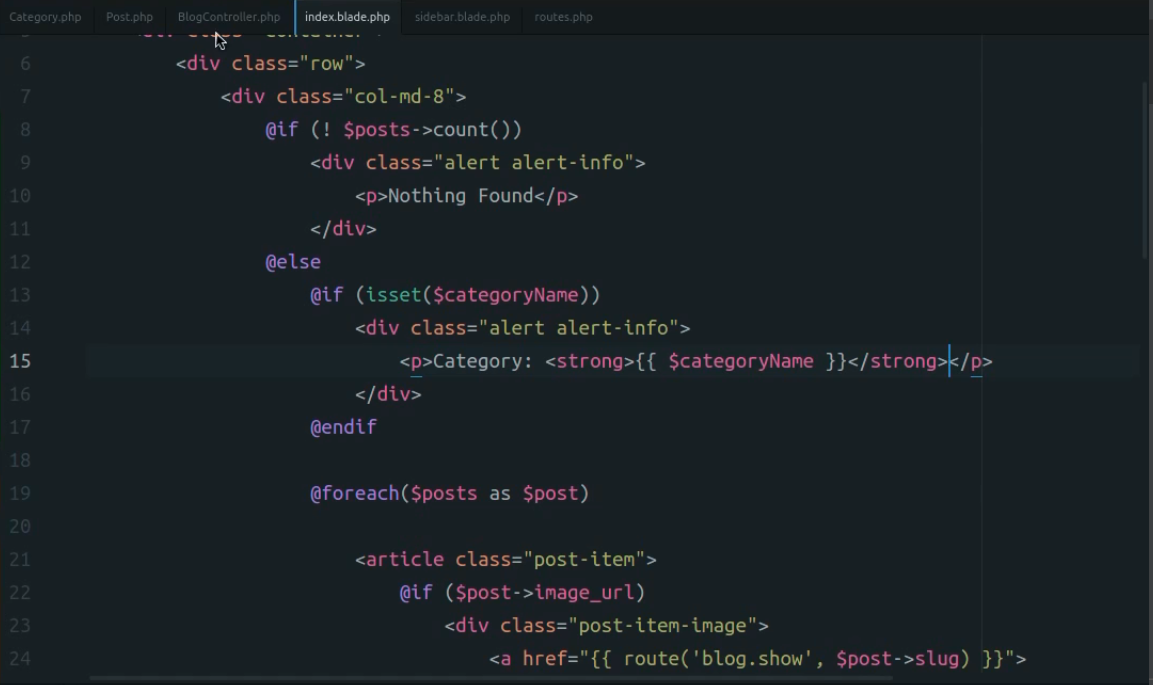 Category.php Post.php BlogController.php index.blade.php sidebar.blade.php routes.php
6 <div class="row">
7 <div class="col-md-8">
8 @if (! $posts->count())
9 <div class="alert alert-info">
10 <p>Nothing Found</p>
11 </div>
12 @else
13 @if (isset($categoryName))
14 <div class="alert alert-info">
15 <p>Category: <strong>{{ $categoryName }}</strong></p>
16 </div>
17 @endif
18
19 @foreach($posts as $post)
20
21 <article class="post-item">
22 @if ($post->image_url)
23 <div class="post-item-image">
24 <a href="{{ route('blog.show', $post->slug) }}">